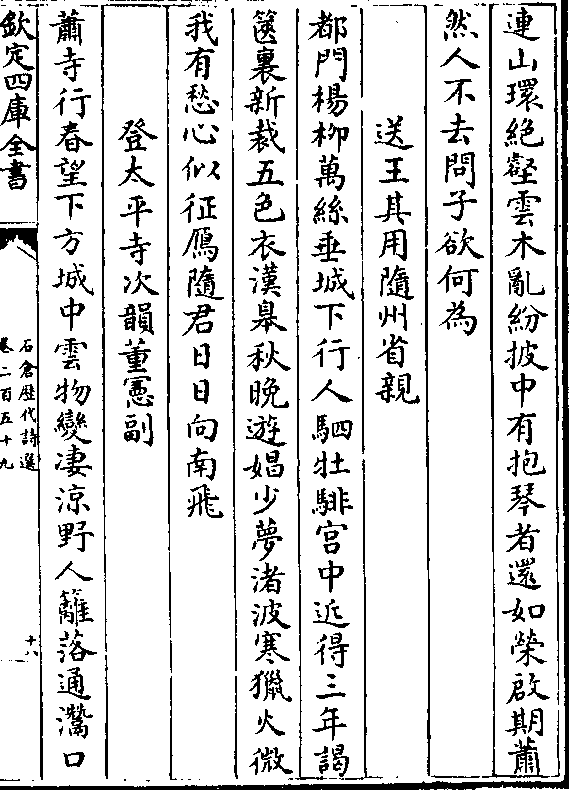 連山環絶壑雲木亂紛披中有抱琴者還如榮啟期蕭
然人不去問子欲何為
送王其用隨州省親
都門楊柳萬絲垂城下行人駟牡騑宫中近得三年謁
篋裏新裁五色衣漢臯秋晚遊娼少夢渚波寒獵火微
我有愁心似征鴈隨君日日向南飛
登太平寺次韻董憲副
蕭寺行春望下方城中雲物變凄涼野人籬落通灊口
欽定四庫全書
石倉歴代詩選
卷二百五十九
十八